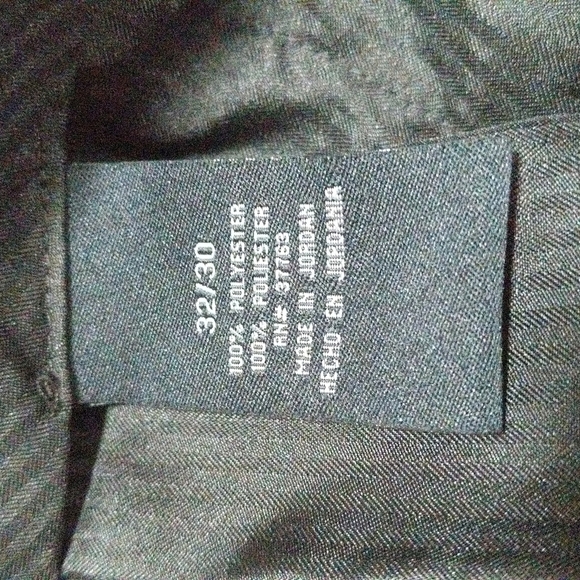 32/30
100% POLYESTER
100% POLIESTER
RN# 37763
MADE IN JORDAN
HECHO EN JORDANIA